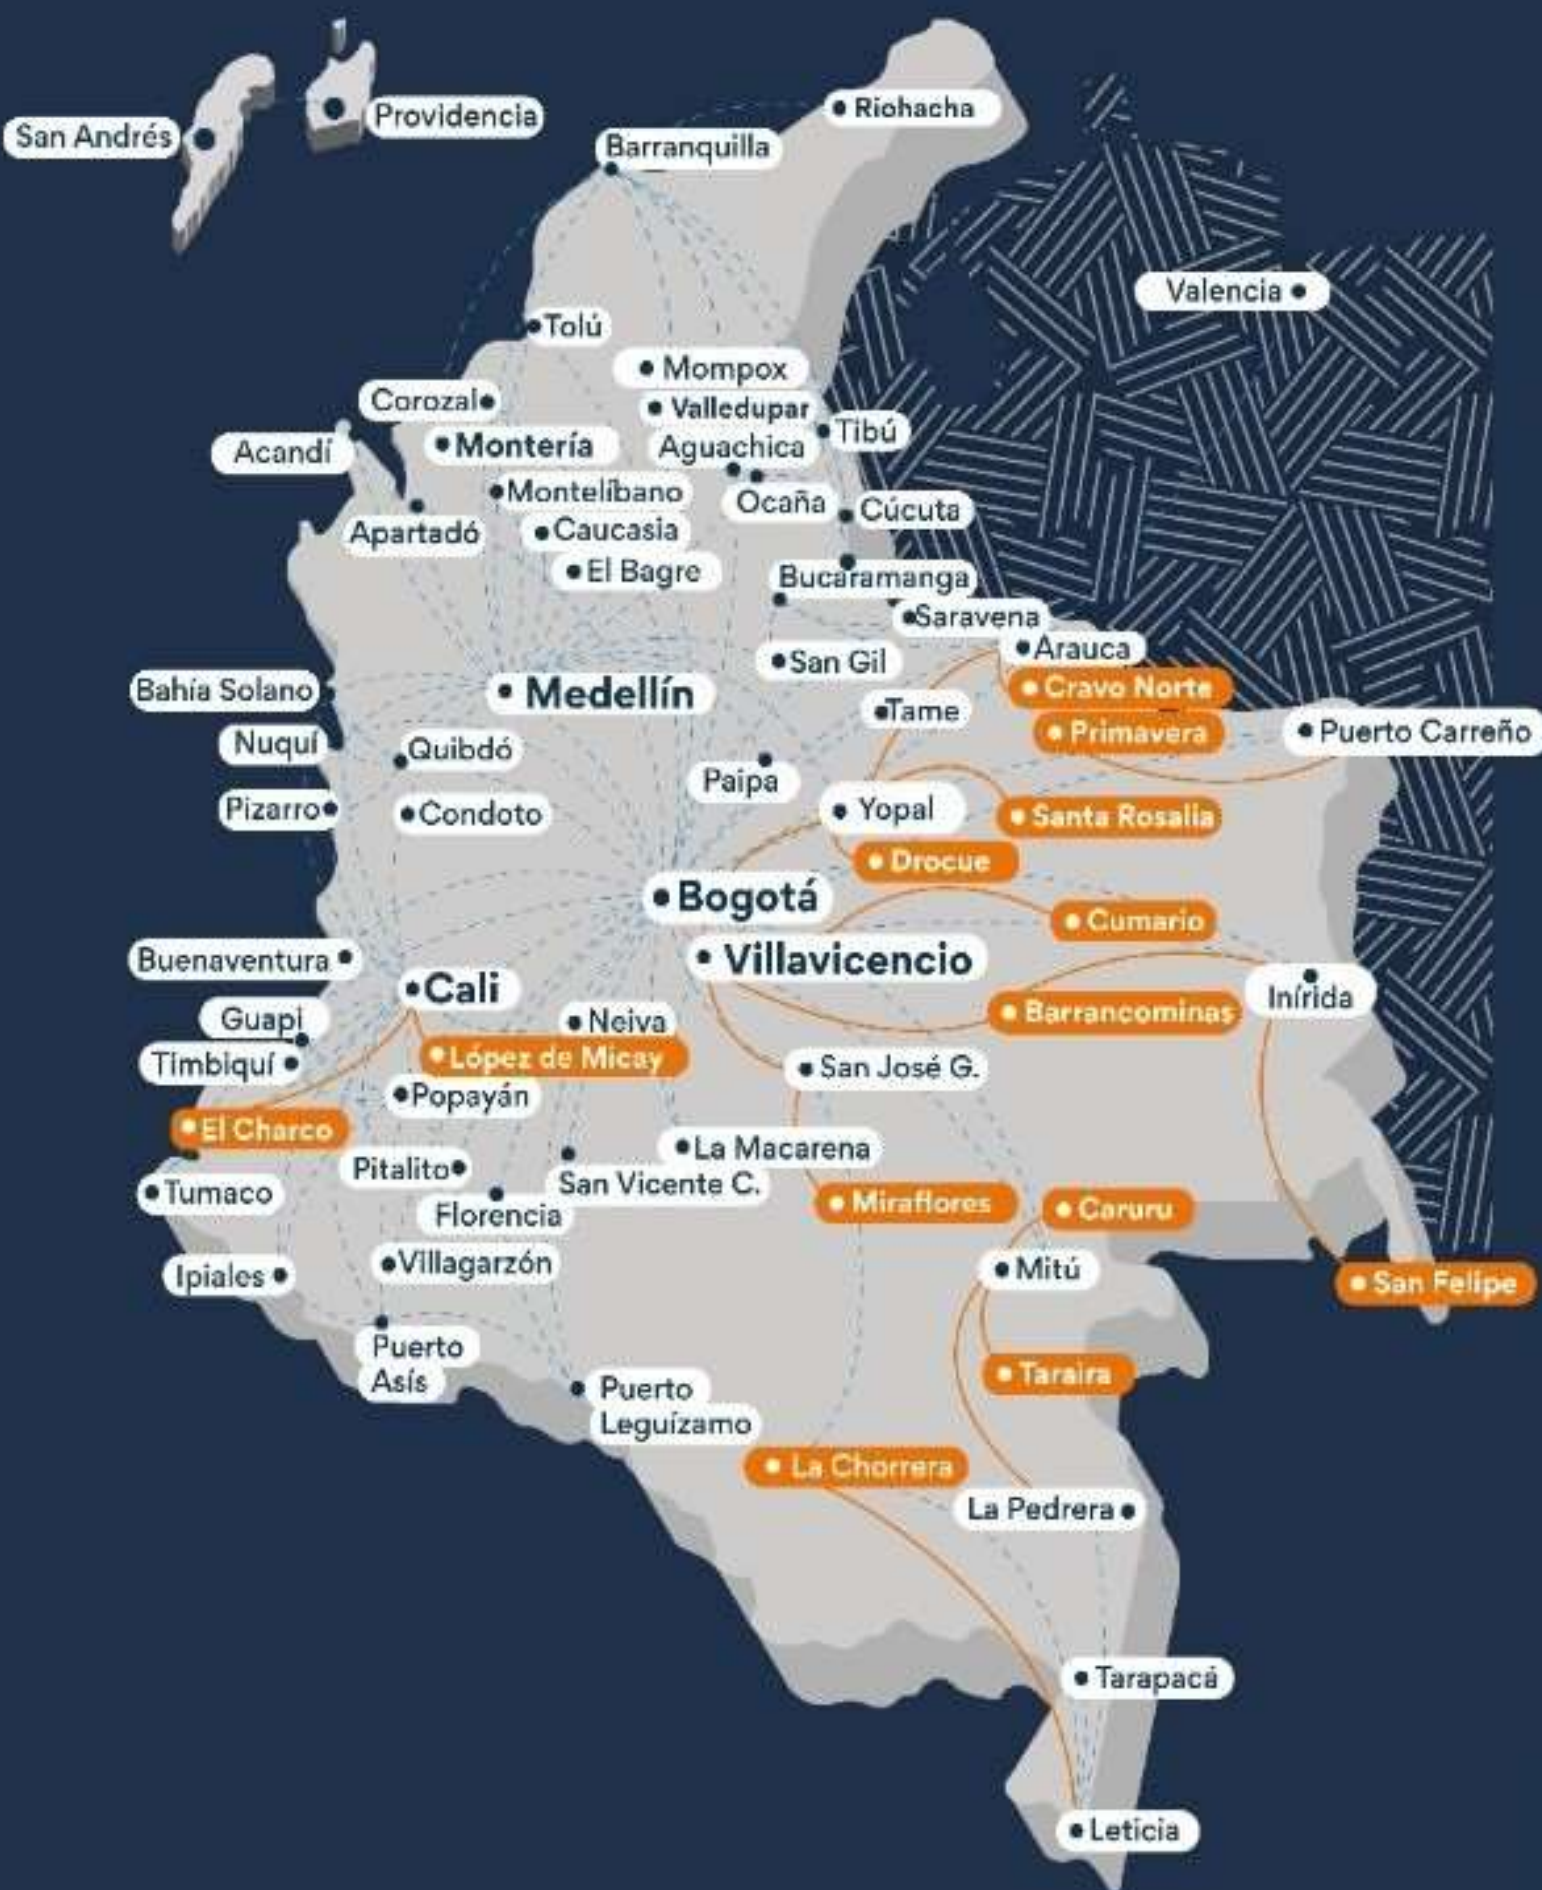 Providencia
San Andrés
Riohacha
Barranquilla
Valencia
Tolú
Mompox
Corozal
Valledupar
Tibú
Acandí
Montería
Aguachica
Montelíbano
Ocaña
Cúcuta
Apartadó
Caucasia
El Bagre
Bucaramanga
Saravena
Arauca
San Gil
Cravo Norte
Bahía Solano
Medellín
Tame
Primavera
Puerto Carreño
Nuquí
Quibdó
Paipa
Pizarro
Condoto
Yopal
Santa Rosalia
Drocue
Bogotá
Cumario
Buenaventura
Villavicencio
Cali
Inírida
Guapi
Neiva
Barrancominas
Timbiquí
López de Micay
San José G.
Popayán
El Charco
La Macarena
Pitalito
San Vicente C.
Tumaco
Florencia
Miraflores
Caruru
Ipiales
Villagarzón
Mitú
San Felipe
Puerto
Asís
Taraira
Puerto
Leguízamo
La Chorrera
La Pedrera
Tarapacá
Leticia